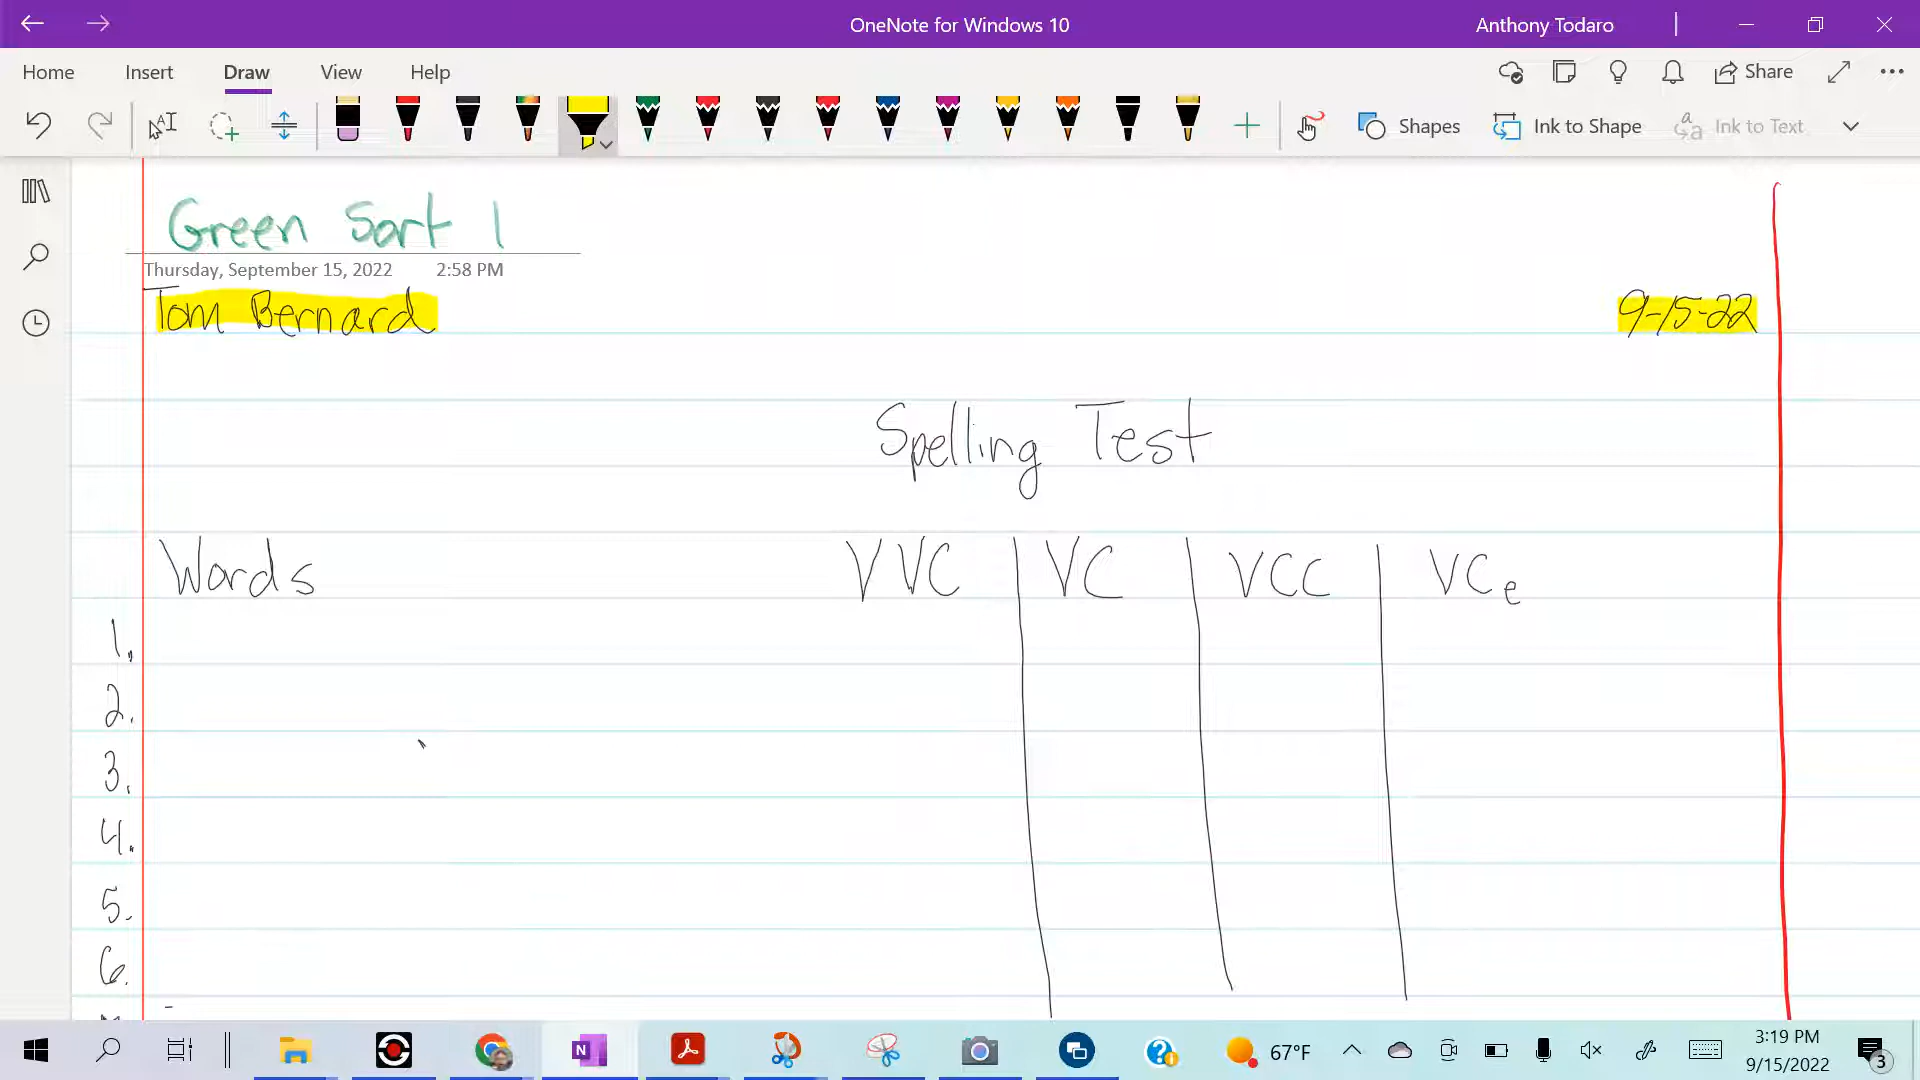 OneNote for Windows 10
Anthony Todaro
Home Insert Draw View Help
Share
Shapes Ink to Shape Ink to Text
Green Sort 1
Thursday, September 15, 2022 2:58 PM
Tom Bernard 9-15-22
Spelling Test
Words VVC VC VCC VCe
1.
2.
3.
4.
5.
6.
67°F
3:19 PM
9/15/2022
3